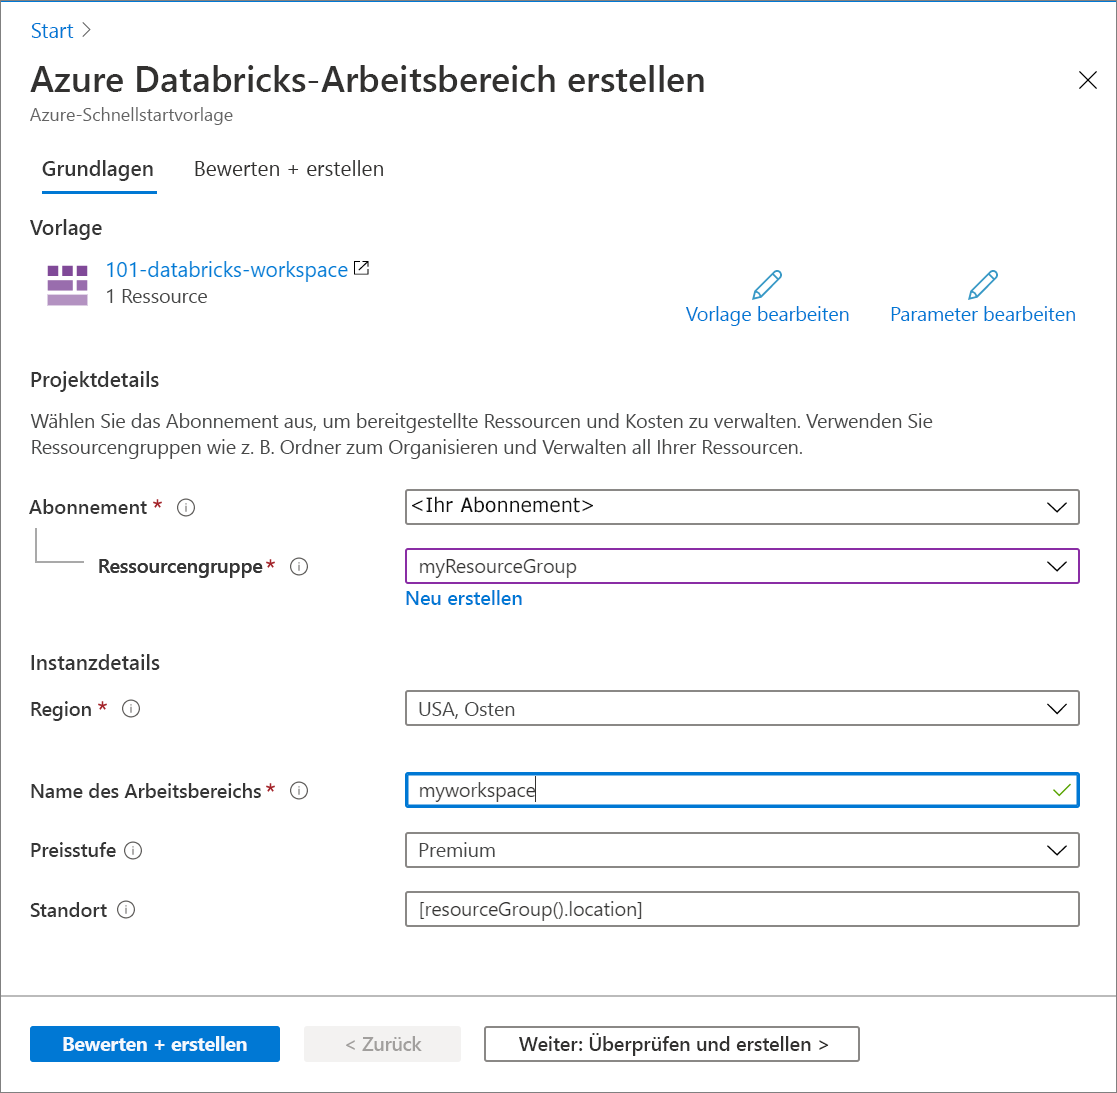 Start >
Azure Databricks-Arbeitsbereich erstellen
Azure-Schnellstartvorlage
Grundlagen
Bewerten + erstellen
Vorlage
101-databricks-workspace
1 Ressource
Vorlage bearbeiten
Parameter bearbeiten
Projektdetails
Wählen Sie das Abonnement aus, um bereitgestellte Ressourcen und Kosten zu verwalten. Verwenden Sie
Ressourcengruppen wie z. B. Ordner zum Organisieren und Verwalten all Ihrer Ressourcen.
Abonnement *
<Ihr Abonnement>
Ressourcengruppe *
myResourceGroup
Neu erstellen
Instanzdetails
Region *
USA, Osten
Name des Arbeitsbereichs *
myworkspace
Preisstufe
Premium
Standort
[resourceGroup().location]
Bewerten + erstellen
< Zurück
Weiter: Überprüfen und erstellen >